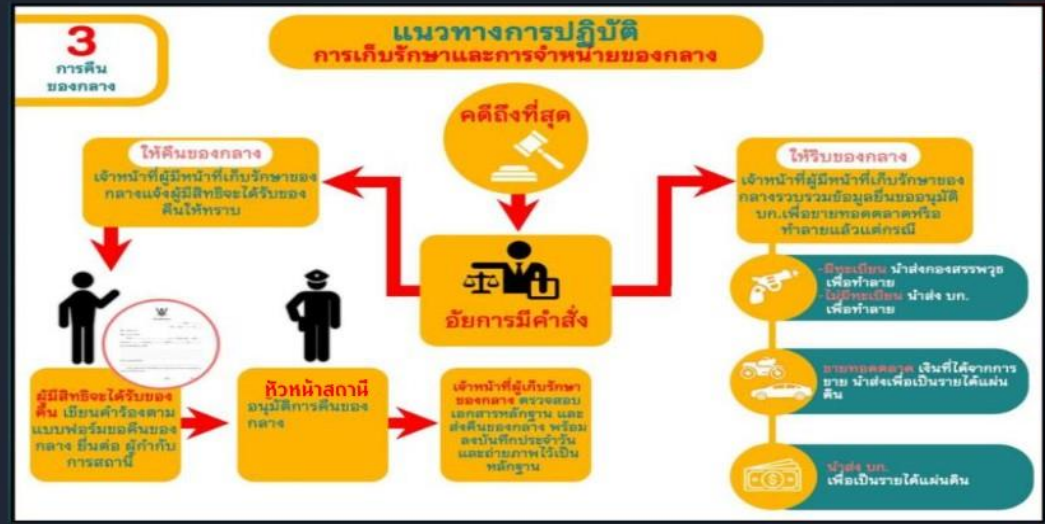 3
การคืน
ของกลาง
แนวทางการปฏิบัติ
การเก็บรักษาและการจำหน่ายของกลาง
คดีถึงที่สุด
ให้คืนของกลาง
เจ้าหน้าที่ผู้มีหน้าที่เก็บรักษาของ
กลางแจ้งผู้มีสิทธิจะได้รับของ
คืนให้ทราบ
อัยการมีคำสั่ง
ให้ริบของกลาง
เจ้าหน้าที่ผู้มีหน้าที่เก็บรักษาของ
กลางรวบรวมข้อมูลยื่นขออนุมัติ
บก.เพื่อขายทอดตลาดหรือ
ทำลายแล้วแต่กรณี
-มีทะเบียน นำส่งกองสรรพวุธ
เพื่อทำลาย
-ไม่มีทะเบียน นำส่ง บก.
เพื่อทำลาย
ขายทอดตลาด เงินที่ได้จากการ
ขาย นำส่งเพื่อเป็นรายได้แผ่น
ดิน
นำส่ง บก.
เพื่อเป็นรายได้แผ่นดิน
ผู้มีสิทธิจะได้รับของ
คืน เขียนคำร้องตาม
แบบฟอร์มขอคืนของ
กลาง ยื่นต่อ ผู้กำกับ
การสถานี
หัวหน้าสถานี
อนุมัติการคืนของ
กลาง
เจ้าหน้าที่ผู้เก็บรักษา
ของกลาง ตรวจสอบ
เอกสารหลักฐาน และ
ส่งคืนของกลาง พร้อม
ลงบันทึกประจำวัน
และถ่ายภาพไว้เป็น
หลักฐาน